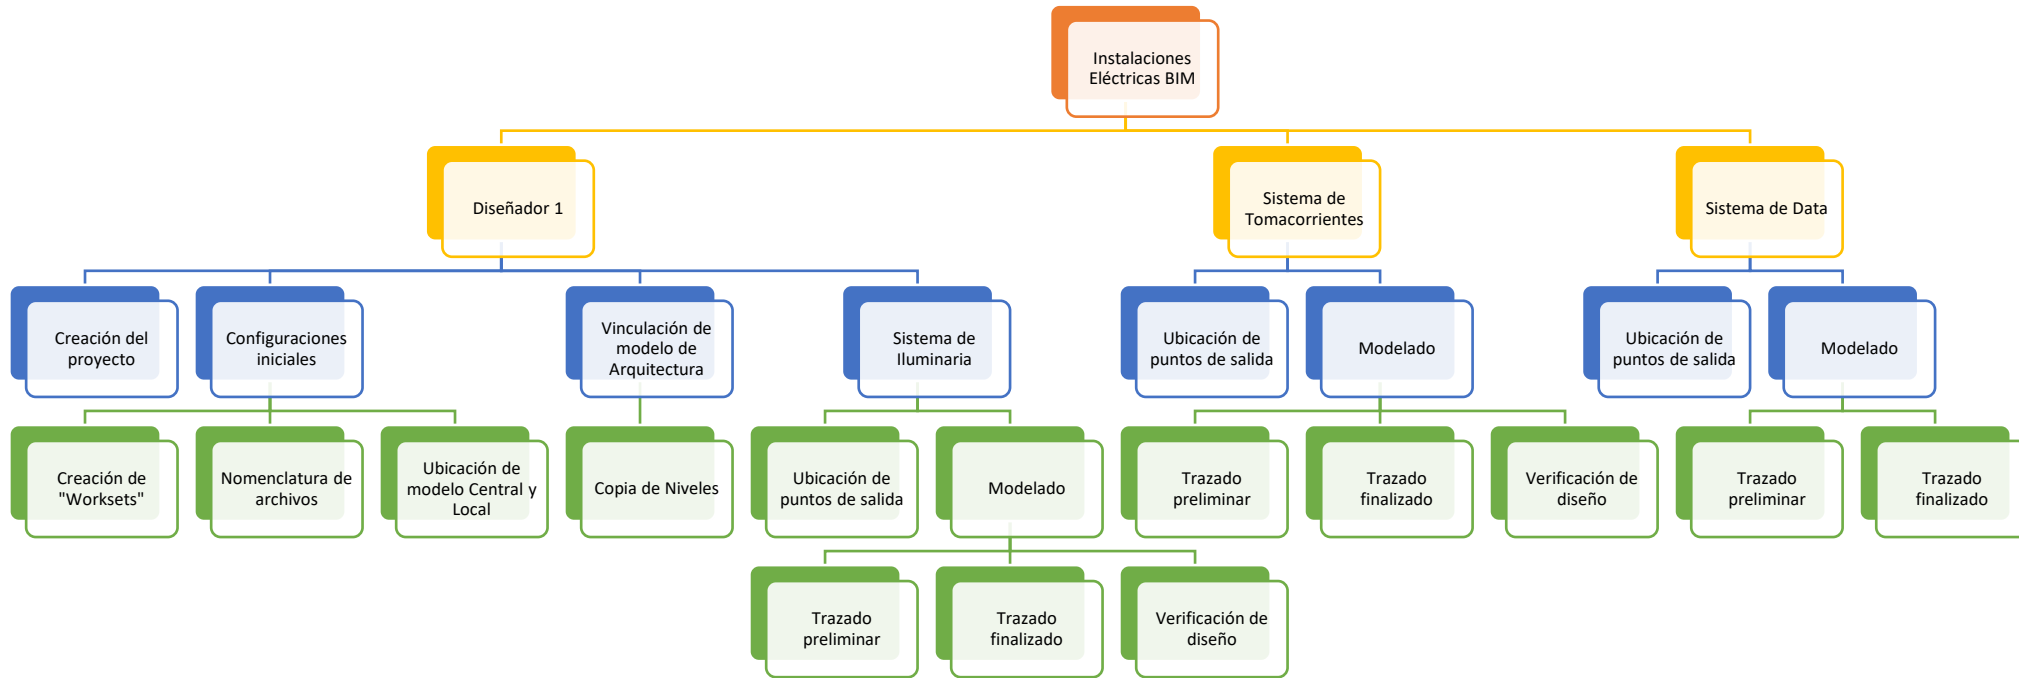 Instalaciones
Eléctricas BIM
Diseñador 1
Sistema de
Tomacorrientes
Sistema de Data
Creación del
proyecto
Configuraciones
iniciales
Vinculación de
modelo de
Arquitectura
Sistema de
Iluminaria
Ubicación de
puntos de salida
Modelado
Ubicación de
puntos de salida
Modelado
Creación de
"Worksets"
Nomenclatura de
archivos
Ubicación de
modelo Central y
Local
Copia de Niveles
Ubicación de
puntos de salida
Modelado
Trazado
preliminar
Trazado
finalizado
Verificación de
diseño
Trazado
preliminar
Trazado
finalizado
Trazado
preliminar
Trazado
finalizado
Verificación de
diseño